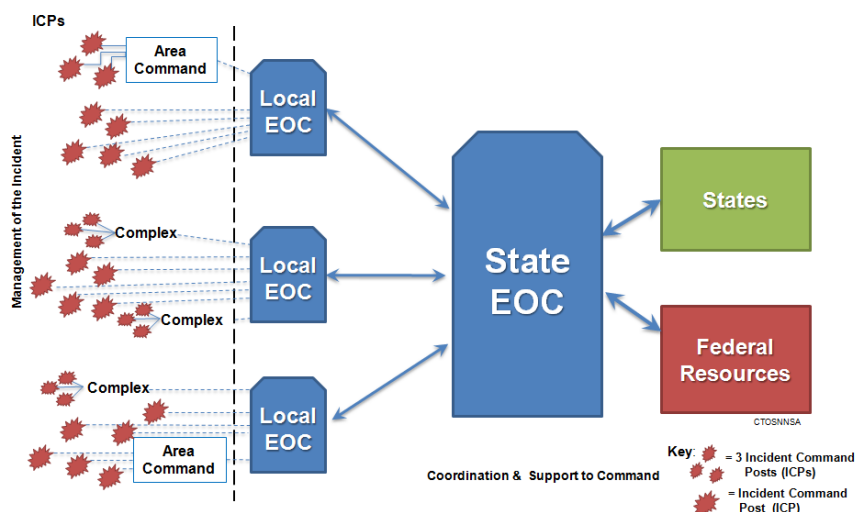 ICPs
Area
Command
Local
EOC
Management of the Incident
Complex
Local
EOC
Complex
Complex
Local
EOC
Area
Command
State
EOC
States
Federal
Resources
CTOSNNSA
Coordination & Support to Command
Key:
= 3 Incident Command
Posts (ICPs)
= Incident Command
Post (ICP)